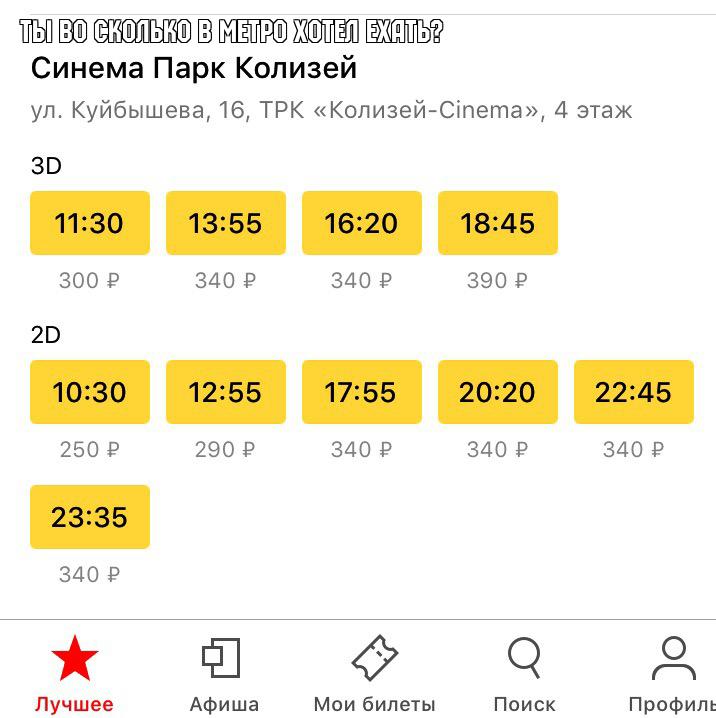 ТЫ ВО СКОЛЬКО В МЕТРО ХОТЕЛ ЕХАТЬ?
Синема Парк Колизей
ул. Куйбышева, 16, ТРК «Колизей-Cinema», 4 этаж
3D
11:30 13:55 16:20 18:45
300 ₽ 340 ₽ 340 ₽ 390 ₽
2D
10:30 12:55 17:55 20:20 22:45
250 ₽ 290 ₽ 340 ₽ 340 ₽ 340 ₽
23:35
340 ₽
Лучшее Афиша Мои билеты Поиск Профиль